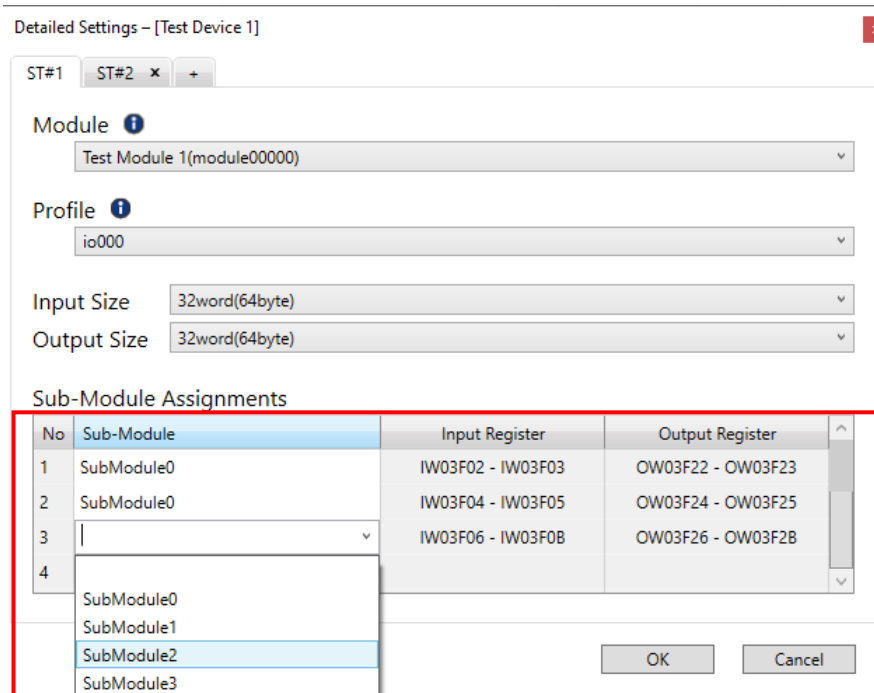 Detailed Settings – [Test Device 1]
ST#1 ST#2 x +
Module i
Test Module 1(module00000)
Profile i
io000
Input Size 32word(64byte)
Output Size 32word(64byte)
Sub-Module Assignments
No Sub-Module Input Register Output Register
1 SubModule0 IW03F02 - IW03F03 OW03F22 - OW03F23
2 SubModule0 IW03F04 - IW03F05 OW03F24 - OW03F25
3 IW03F06 - IW03F0B OW03F26 - OW03F2B
4
SubModule0
SubModule1
SubModule2
SubModule3
OK Cancel